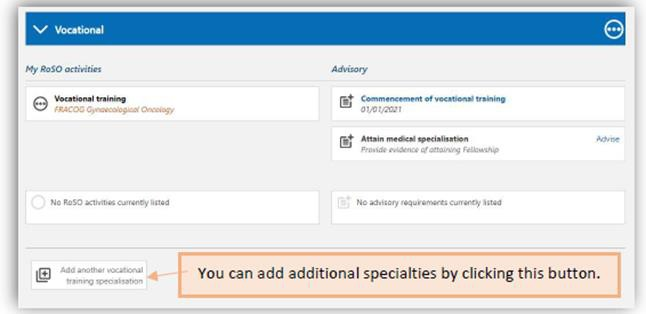 Vocational
My RoSO activities
Advisory
Vocational training
FRACOG Gynaecological Oncology
Commencement of vocational training
01/01/2021
Attain medical specialisation
Advise
Provide evidence of attaining Fellowship
No RoSO activities currently listed
No advisory requirements currently listed
Add another vocational
training specialisation
You can add additional specialties by clicking this button.